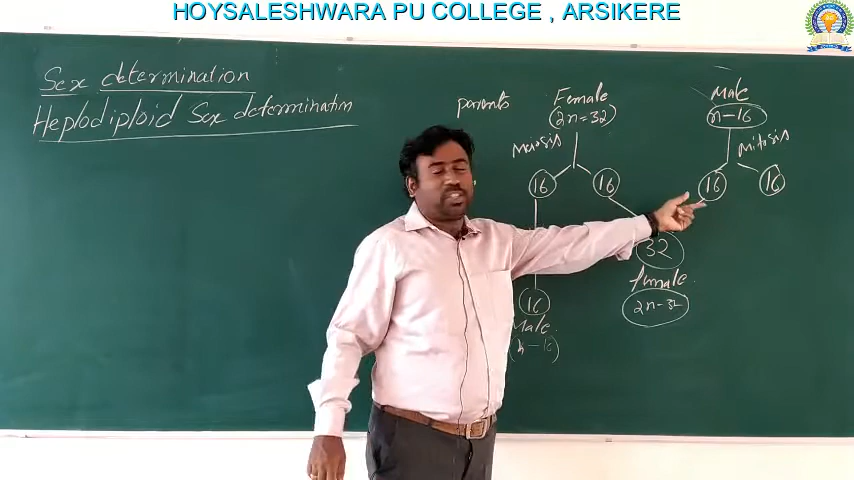 HOYSALESHWARA PU COLLEGE , ARSIKERE
Sex determination
Heplodiploid Sex determination
parents
Female
2n=32
Male
n-16
Meiosis
Mitosis
16
16
16
16
32
female
2n-32
16
Male
n-16